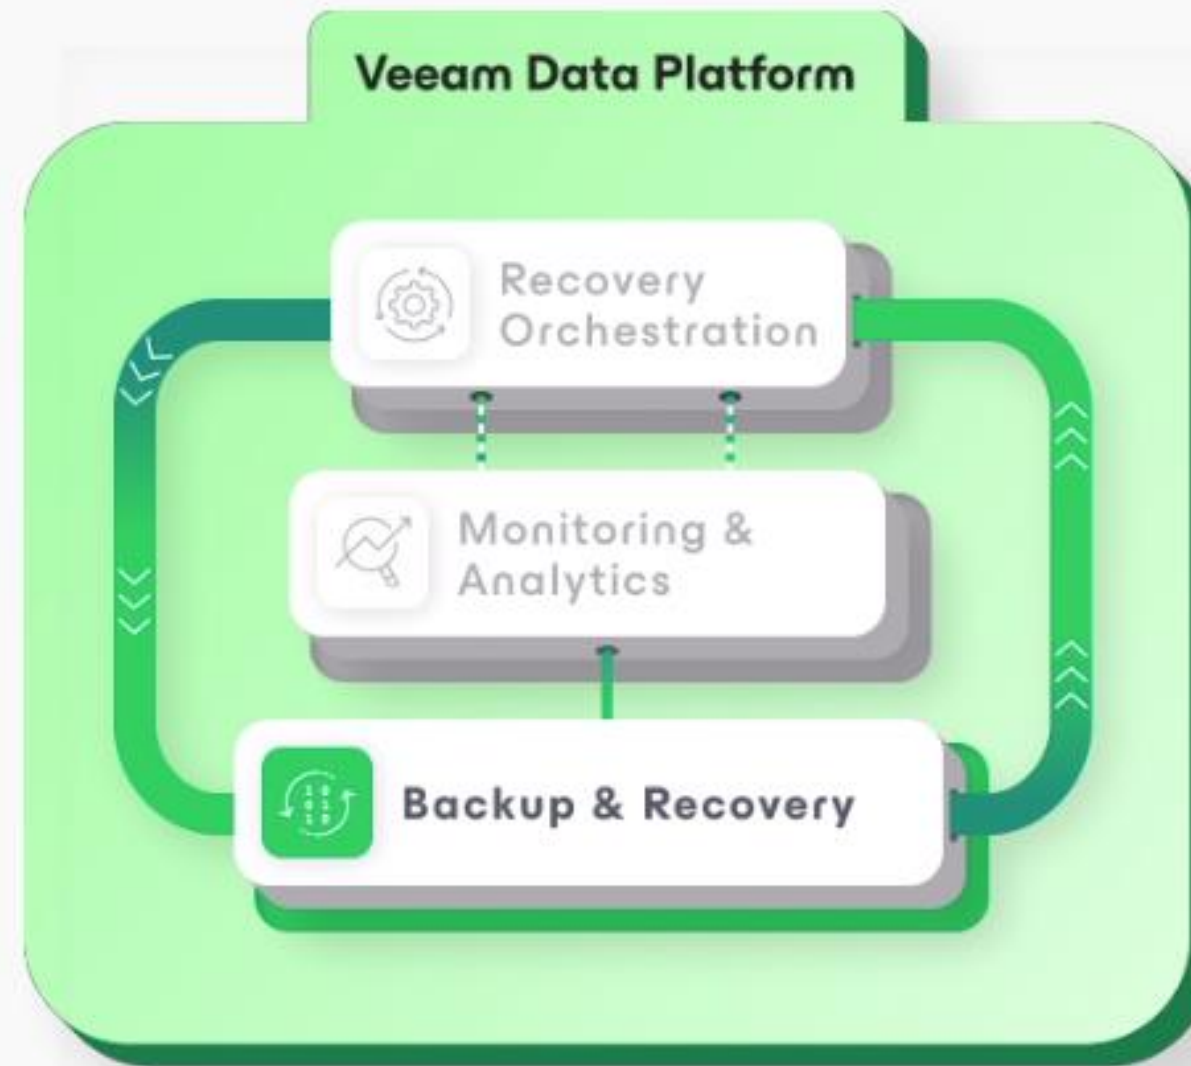 Veeam Data Platform
Recovery
Orchestration
Monitoring &
Analytics
Backup & Recovery